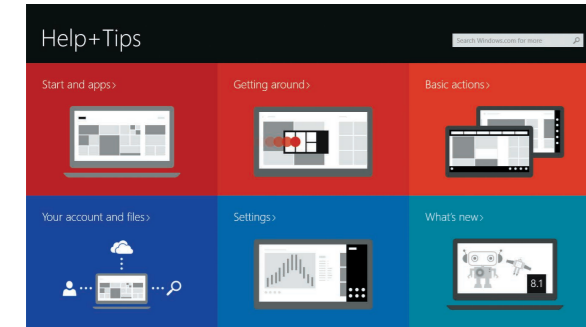 Help+Tips
Search Windows.com for more
Start and apps>
Getting around>
Basic actions>
Your account and files>
Settings>
What's new>
8.1